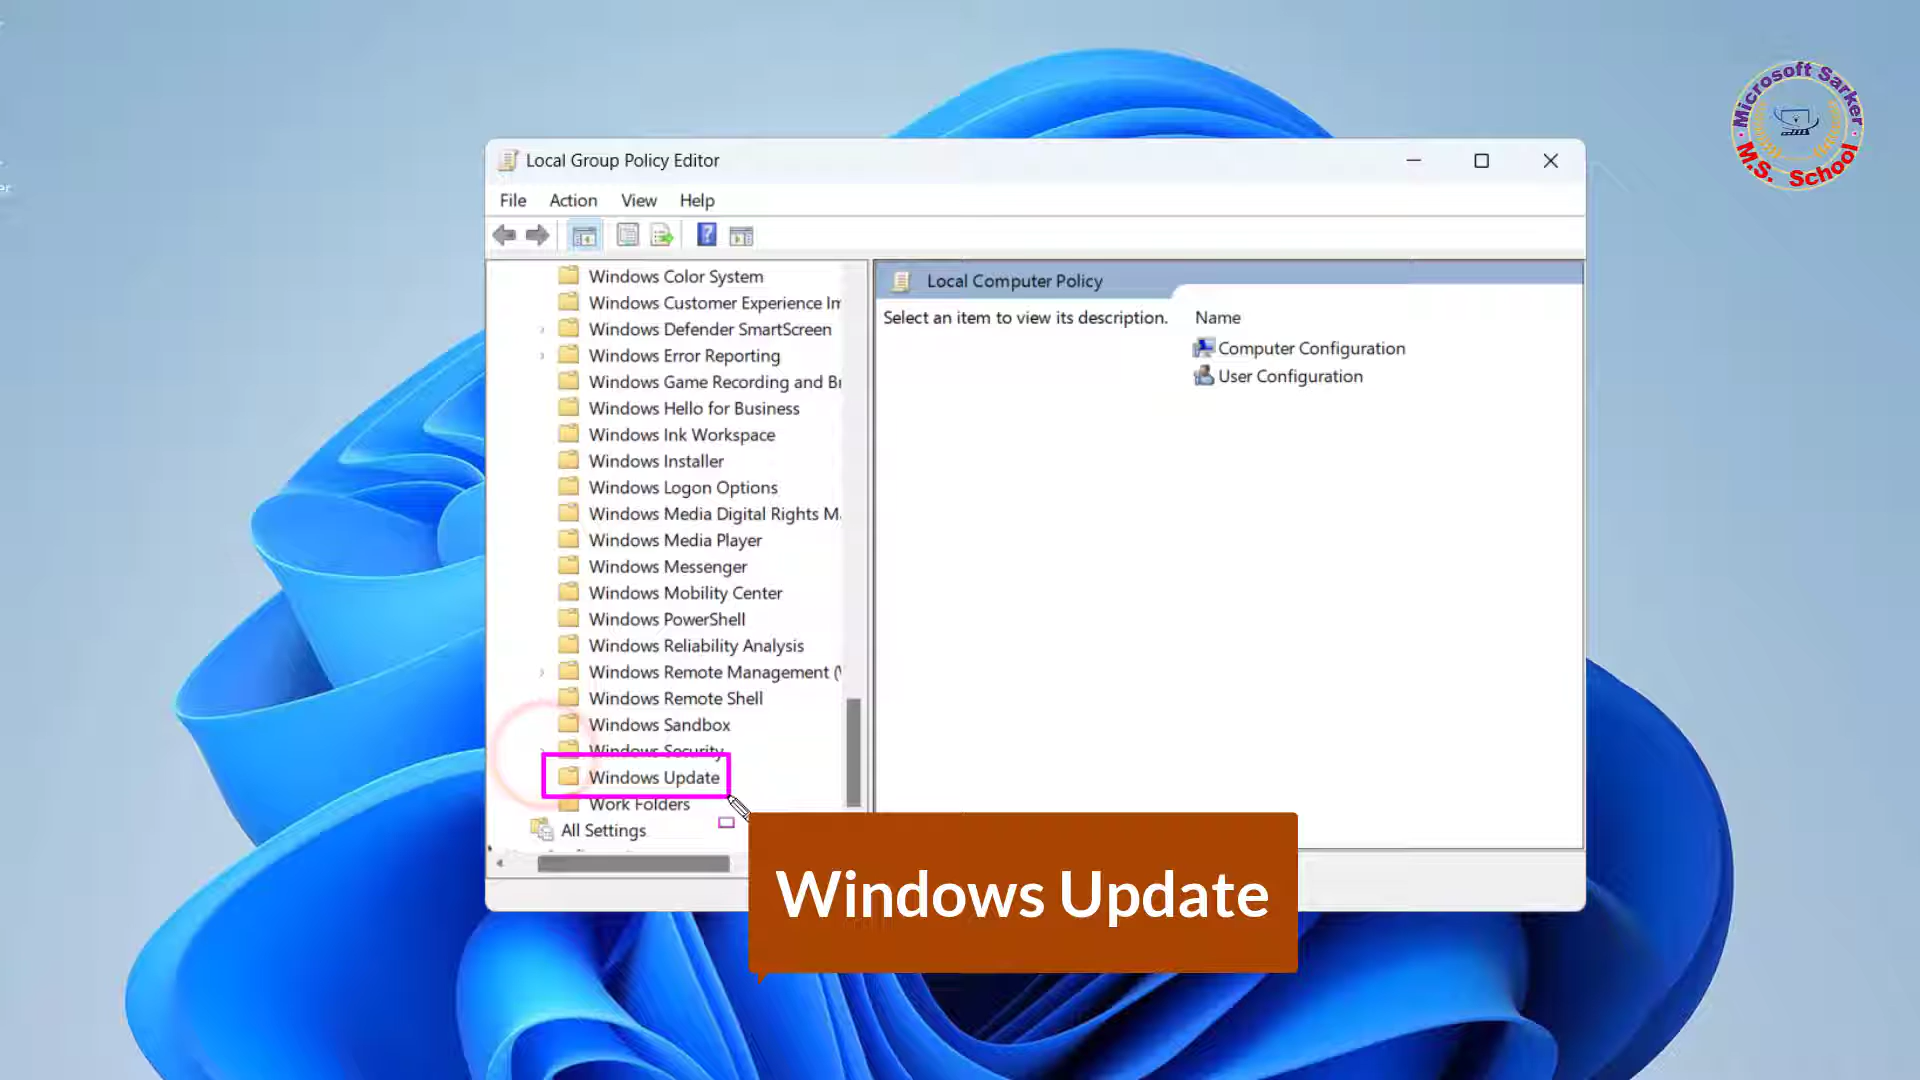 Microsoft Sarker
M.S. School
Local Group Policy Editor
File Action View Help
Windows Color System
Windows Customer Experience Im
Windows Defender SmartScreen
Windows Error Reporting
Windows Game Recording and Br
Windows Hello for Business
Windows Ink Workspace
Windows Installer
Windows Logon Options
Windows Media Digital Rights M
Windows Media Player
Windows Messenger
Windows Mobility Center
Windows PowerShell
Windows Reliability Analysis
Windows Remote Management (
Windows Remote Shell
Windows Sandbox
Windows Security
Windows Update
Work Folders
All Settings
Local Computer Policy
Select an item to view its description.
Name
Computer Configuration
User Configuration
Windows Update